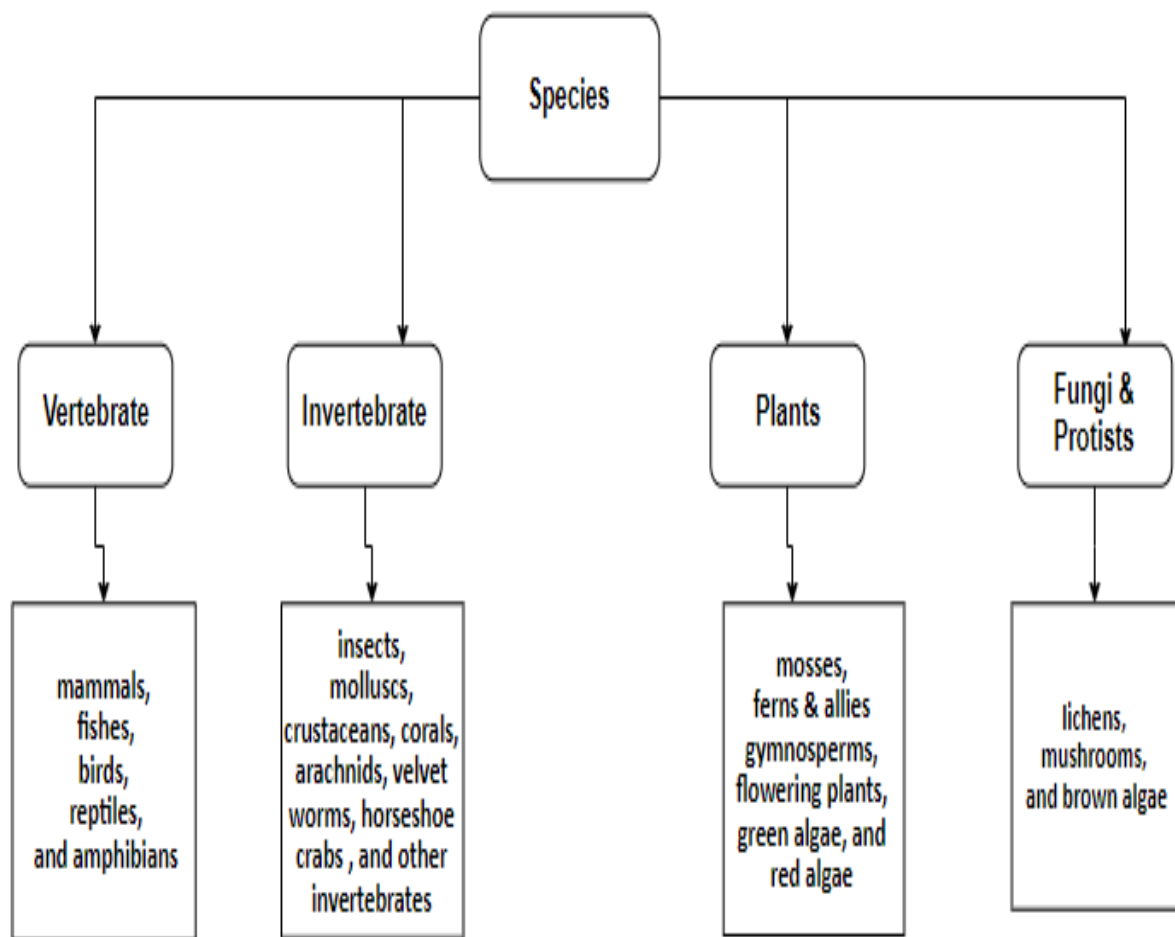 Species
Vertebrate
Invertebrate
Plants
Fungi &
Protists
mammals,
fishes,
birds,
reptiles,
and amphibians
insects,
molluscs,
crustaceans, corals,
arachnids, velvet
worms, horseshoe
crabs , and other
invertebrates
mosses,
ferns & allies
gymnosperms,
flowering plants,
green algae, and
red algae
lichens,
mushrooms,
and brown algae